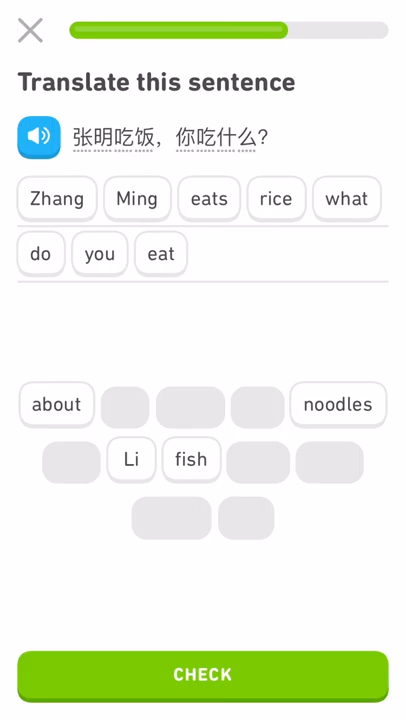 Translate this sentence
张明吃饭，你吃什么?
Zhang Ming eats rice what
do you eat
about noodles
Li fish
CHECK